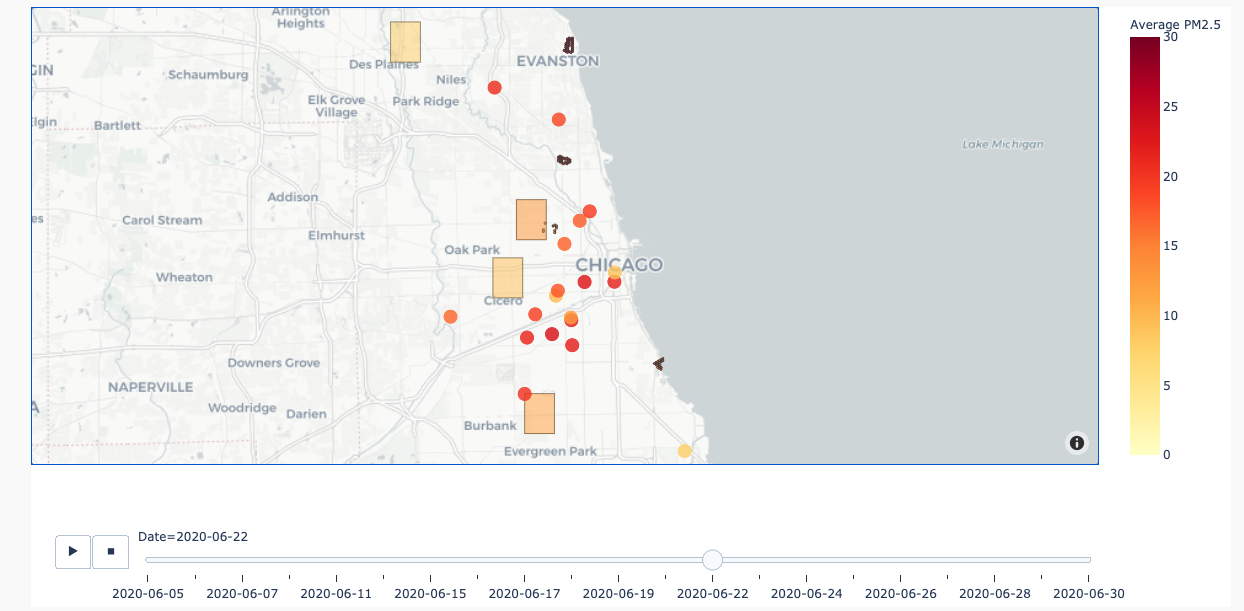 Arlington
Heights
Average PM2.5
30
EVANSTON
Des Plaines
GIN
Schaumburg
Niles
Elk Grove
Village
Park Ridge
25
lgin
Bartlett
Lake Michigan
20
Addison
es
Carol Stream
Elmhurst
15
Oak Park
CHICAGO
Wheaton
Cicero
10
Downers Grove
NAPERVILLE
5
A
Woodridge
Darien
Burbank
Evergreen Park
0
Date=2020-06-22
2020-06-05
2020-06-07
2020-06-11
2020-06-15
2020-06-17
2020-06-19
2020-06-22
2020-06-24
2020-06-26
2020-06-28
2020-06-30